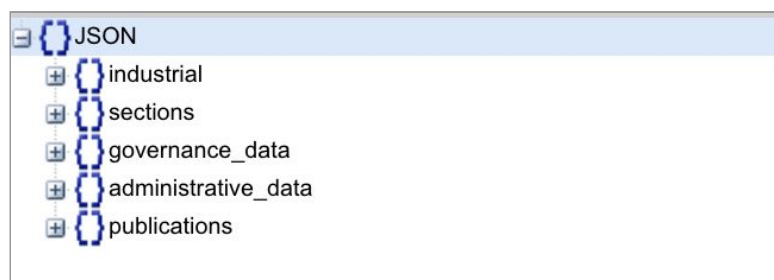 JSON
industrial
sections
governance_data
administrative_data
publications